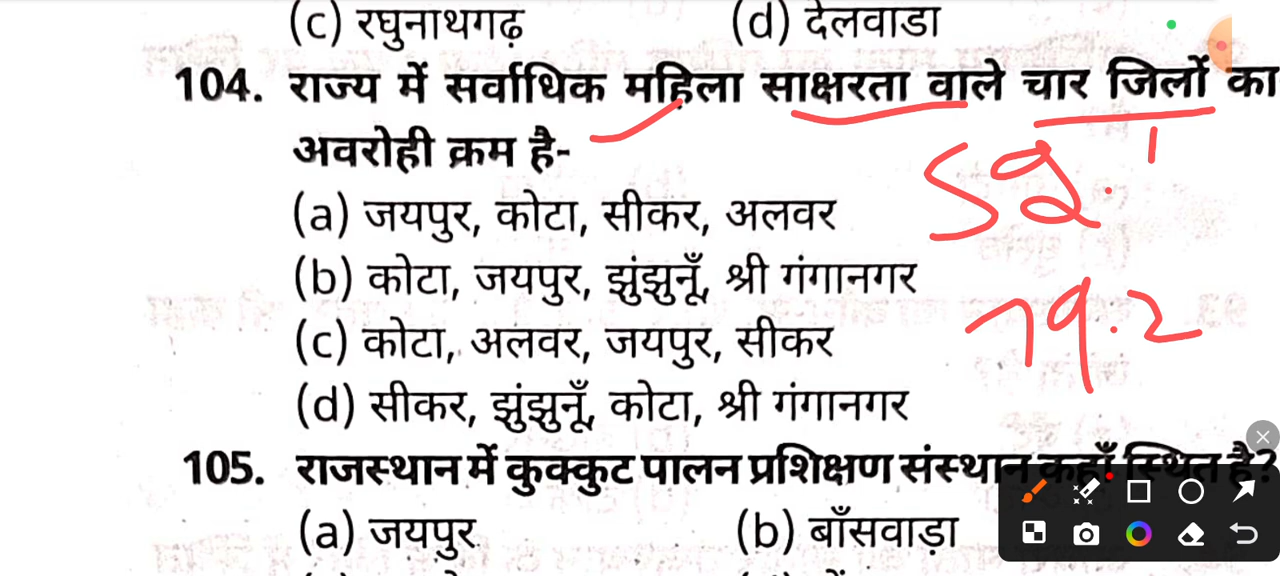 (c) रघुनाथगढ़ (d) देलवाडा
104. राज्य में सर्वाधिक महिला साक्षरता वाले चार जिलों का
अवरोही क्रम है-
52.1
(a) जयपुर, कोटा, सीकर, अलवर
(b) कोटा, जयपुर, झुंझुनूँ, श्री गंगानगर
79.2
(c) कोटा, अलवर, जयपुर, सीकर
(d) सीकर, झुंझुनूँ, कोटा, श्री गंगानगर
105. राजस्थान में कुक्कुट पालन प्रशिक्षण संस्थान कहाँ स्थित है?
(a) जयपुर (b) बाँसवाड़ा